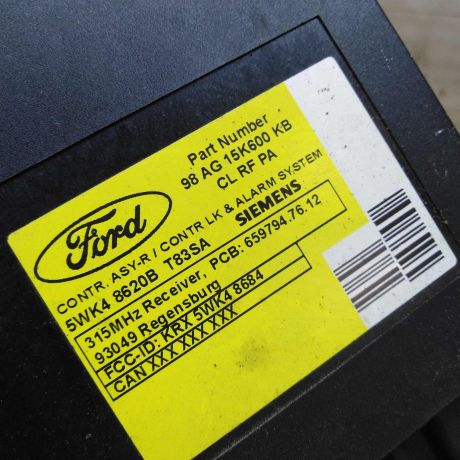 Ford
Part Number
98 AG 15K600 KB
CL RF PA
CONTR. ASY-R / CONTR LK & ALARM SYSTEM
5WK4 8620B T83SA SIEMENS
315MHz Receiver, PCB: 659794.76.12
93049 Regensburg
FCC-ID: KRX 5WK4 8684
CAN XXX XXX XXX